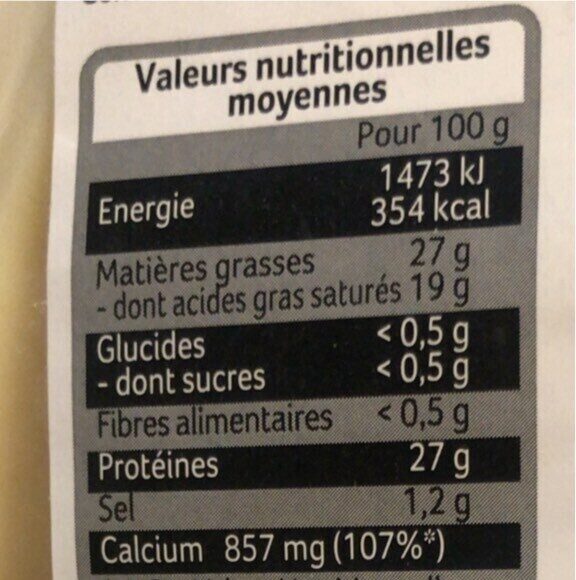 Valeurs nutritionnelles
moyennes
Pour 100 g
Energie 1473 kJ
354 kcal
Matières grasses 27 g
- dont acides gras saturés 19 g
Glucides < 0,5 g
- dont sucres < 0,5 g
Fibres alimentaires < 0,5 g
Protéines 27 g
Sel 1,2 g
Calcium 857 mg (107%*)